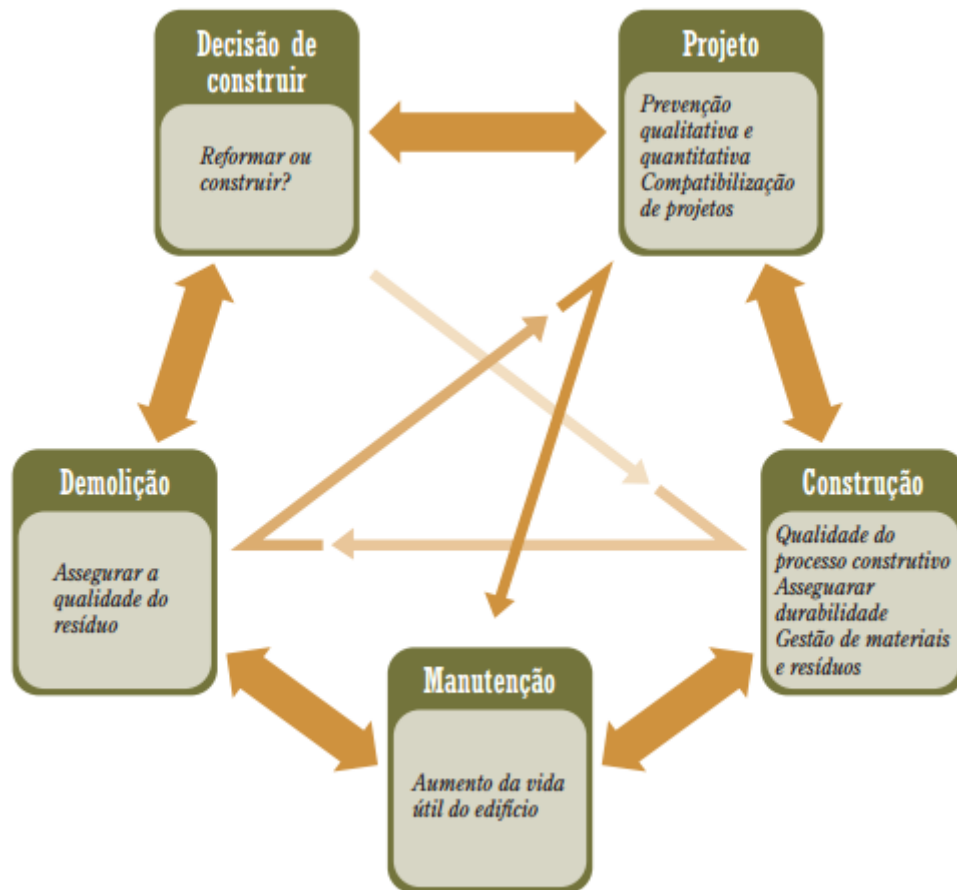 Decisão de
construir
Reformar ou
construir?
Projeto
Prevenção
qualitativa e
quantitativa
Compatibilização
de projetos
Demolição
Assegurar a
qualidade do
resíduo
Construção
Qualidade do
processo construtivo
Asseguarar
durabilidade
Gestão de materiais
e resíduos
Manutenção
Aumento da vida
útil do edifício